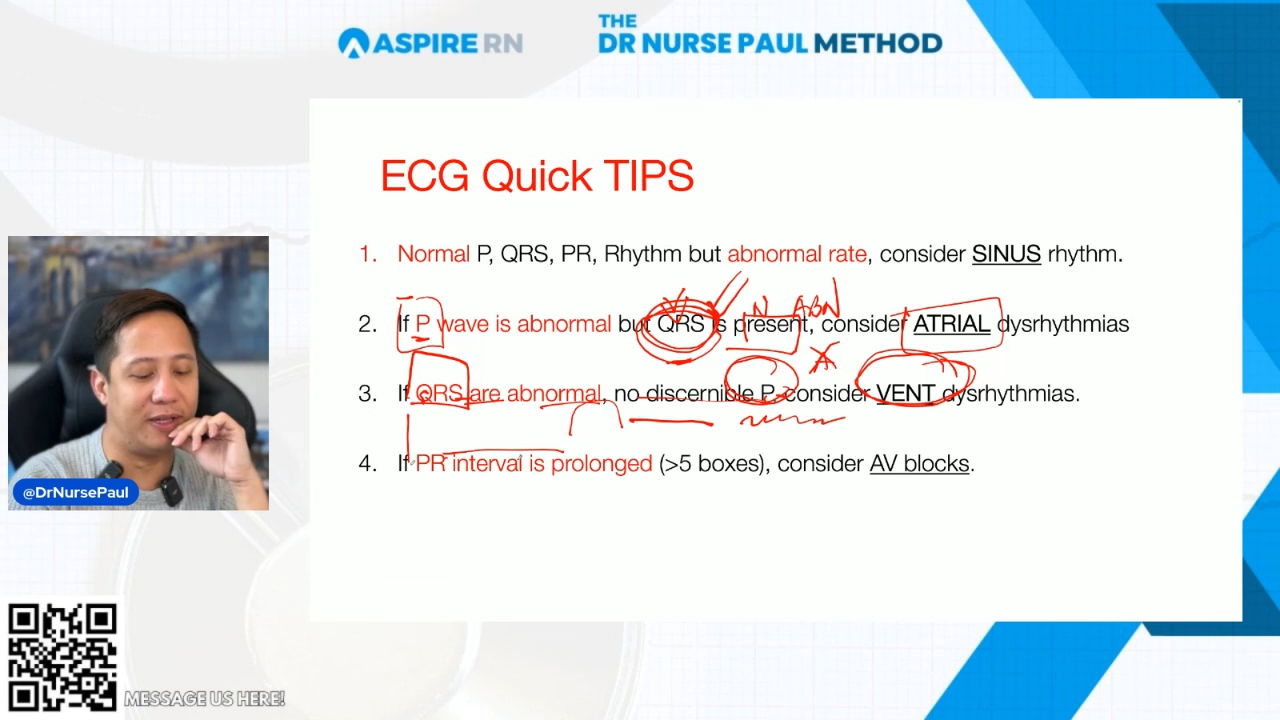 ASPIRE RN
THE
DR NURSE PAUL METHOD
ECG Quick TIPS
1. Normal P, QRS, PR, Rhythm but abnormal rate, consider SINUS rhythm.
N ABN
2. If P wave is abnormal but QRS is present, consider ATRIAL dysrhythmias
3. If QRS are abnormal, no discernible P consider VENT dysrhythmias.
4. If PR interval is prolonged (>5 boxes), consider AV blocks.
@DrNursePaul
MESSAGE US HERE!